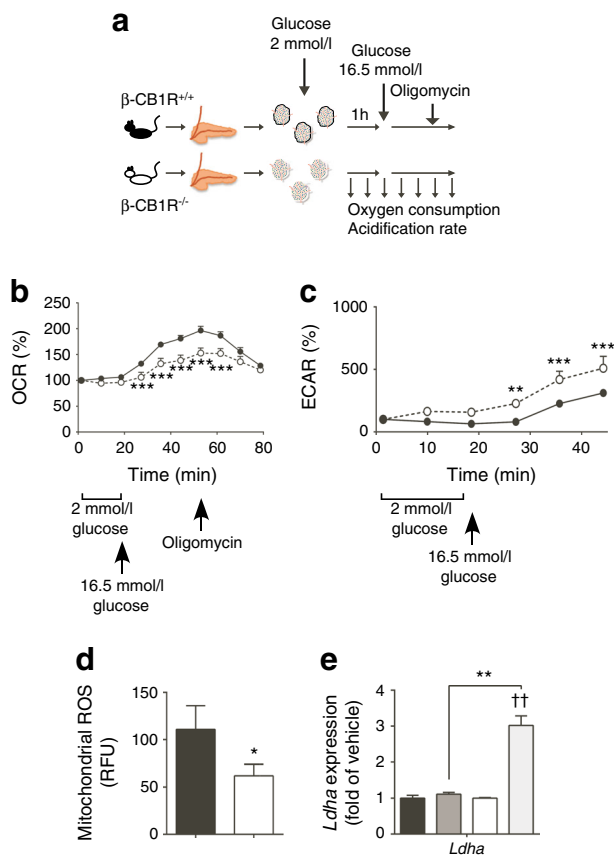 a
Glucose
2 mmol/l
Glucose
16.5 mmol/l
Oligomycin
β-CB1R+/+
1h
β-CB1R-/-
Oxygen consumption
Acidification rate
b
OCR (%)
250
200
150
100
50
0
***
***
***
***
***
0 20 40 60 80
Time (min)
2 mmol/l
glucose
Oligomycin
16.5 mmol/l
glucose
c
ECAR (%)
1000
500
0
**
***
***
0 10 20 30 40
Time (min)
2 mmol/l
glucose
16.5 mmol/l
glucose
d
Mitochondrial ROS
(RFU)
150
100
50
0
*
e
Ldha expression
(fold of vehicle)
4
3
2
1
0
**
††
Ldha